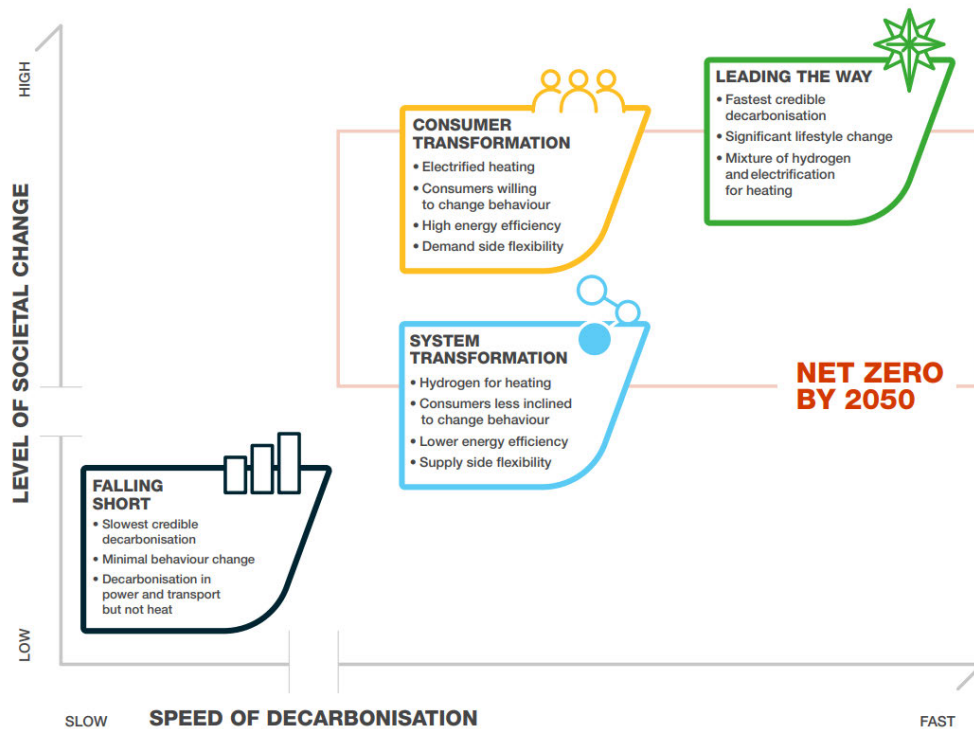 HIGH
LEVEL OF SOCIETAL CHANGE
LOW
CONSUMER
TRANSFORMATION
• Electrified heating
• Consumers willing
to change behaviour
• High energy efficiency
• Demand side flexibility
LEADING THE WAY
• Fastest credible
decarbonisation
• Significant lifestyle change
• Mixture of hydrogen
and electrification
for heating
SYSTEM
TRANSFORMATION
• Hydrogen for heating
• Consumers less inclined
to change behaviour
• Lower energy efficiency
• Supply side flexibility
NET ZERO
BY 2050
FALLING
SHORT
• Slowest credible
decarbonisation
• Minimal behaviour change
• Decarbonisation in
power and transport
but not heat
SLOW
SPEED OF DECARBONISATION
FAST